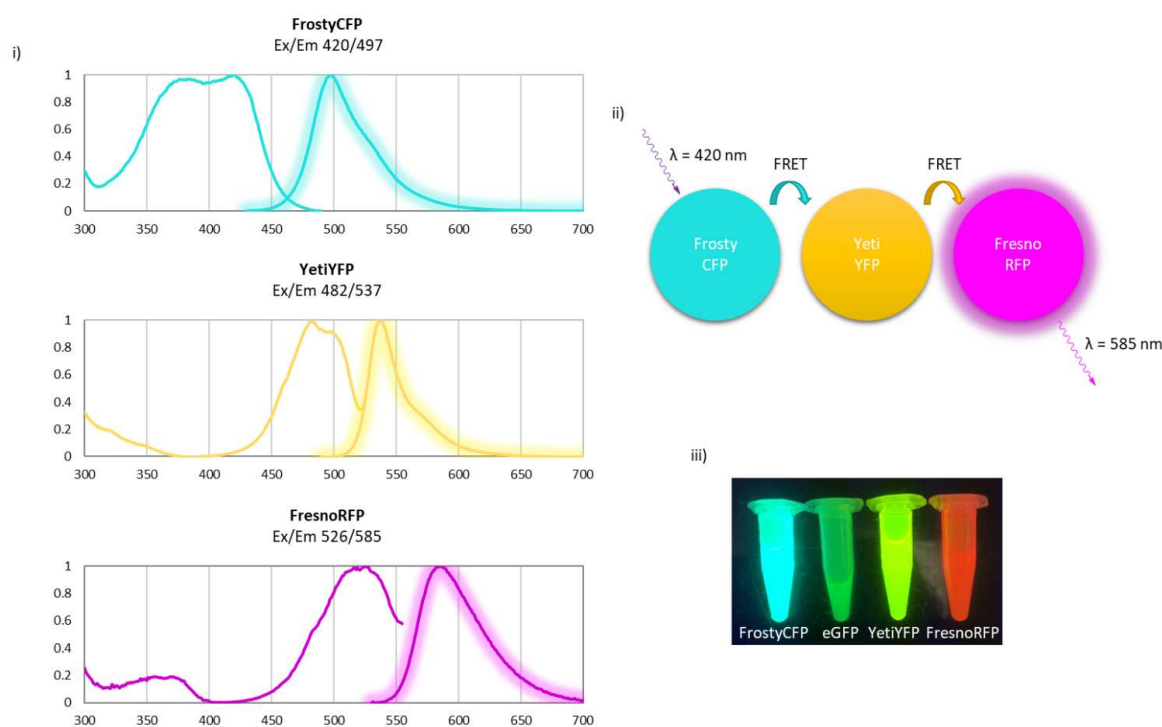 i)
FrostyCFP
Ex/Em 420/497
1
0.8
0.6
0.4
0.2
0
300 350 400 450 500 550 600 650 700
YetiYFP
Ex/Em 482/537
1
0.8
0.6
0.4
0.2
0
300 350 400 450 500 550 600 650 700
FresnoRFP
Ex/Em 526/585
1
0.8
0.6
0.4
0.2
0
300 350 400 450 500 550 600 650 700
ii)
λ = 420 nm
FRET
FRET
Frosty
CFP
Yeti
YFP
Fresno
RFP
λ = 585 nm
iii)
FrostyCFP eGFP YetiYFP FresnoRFP